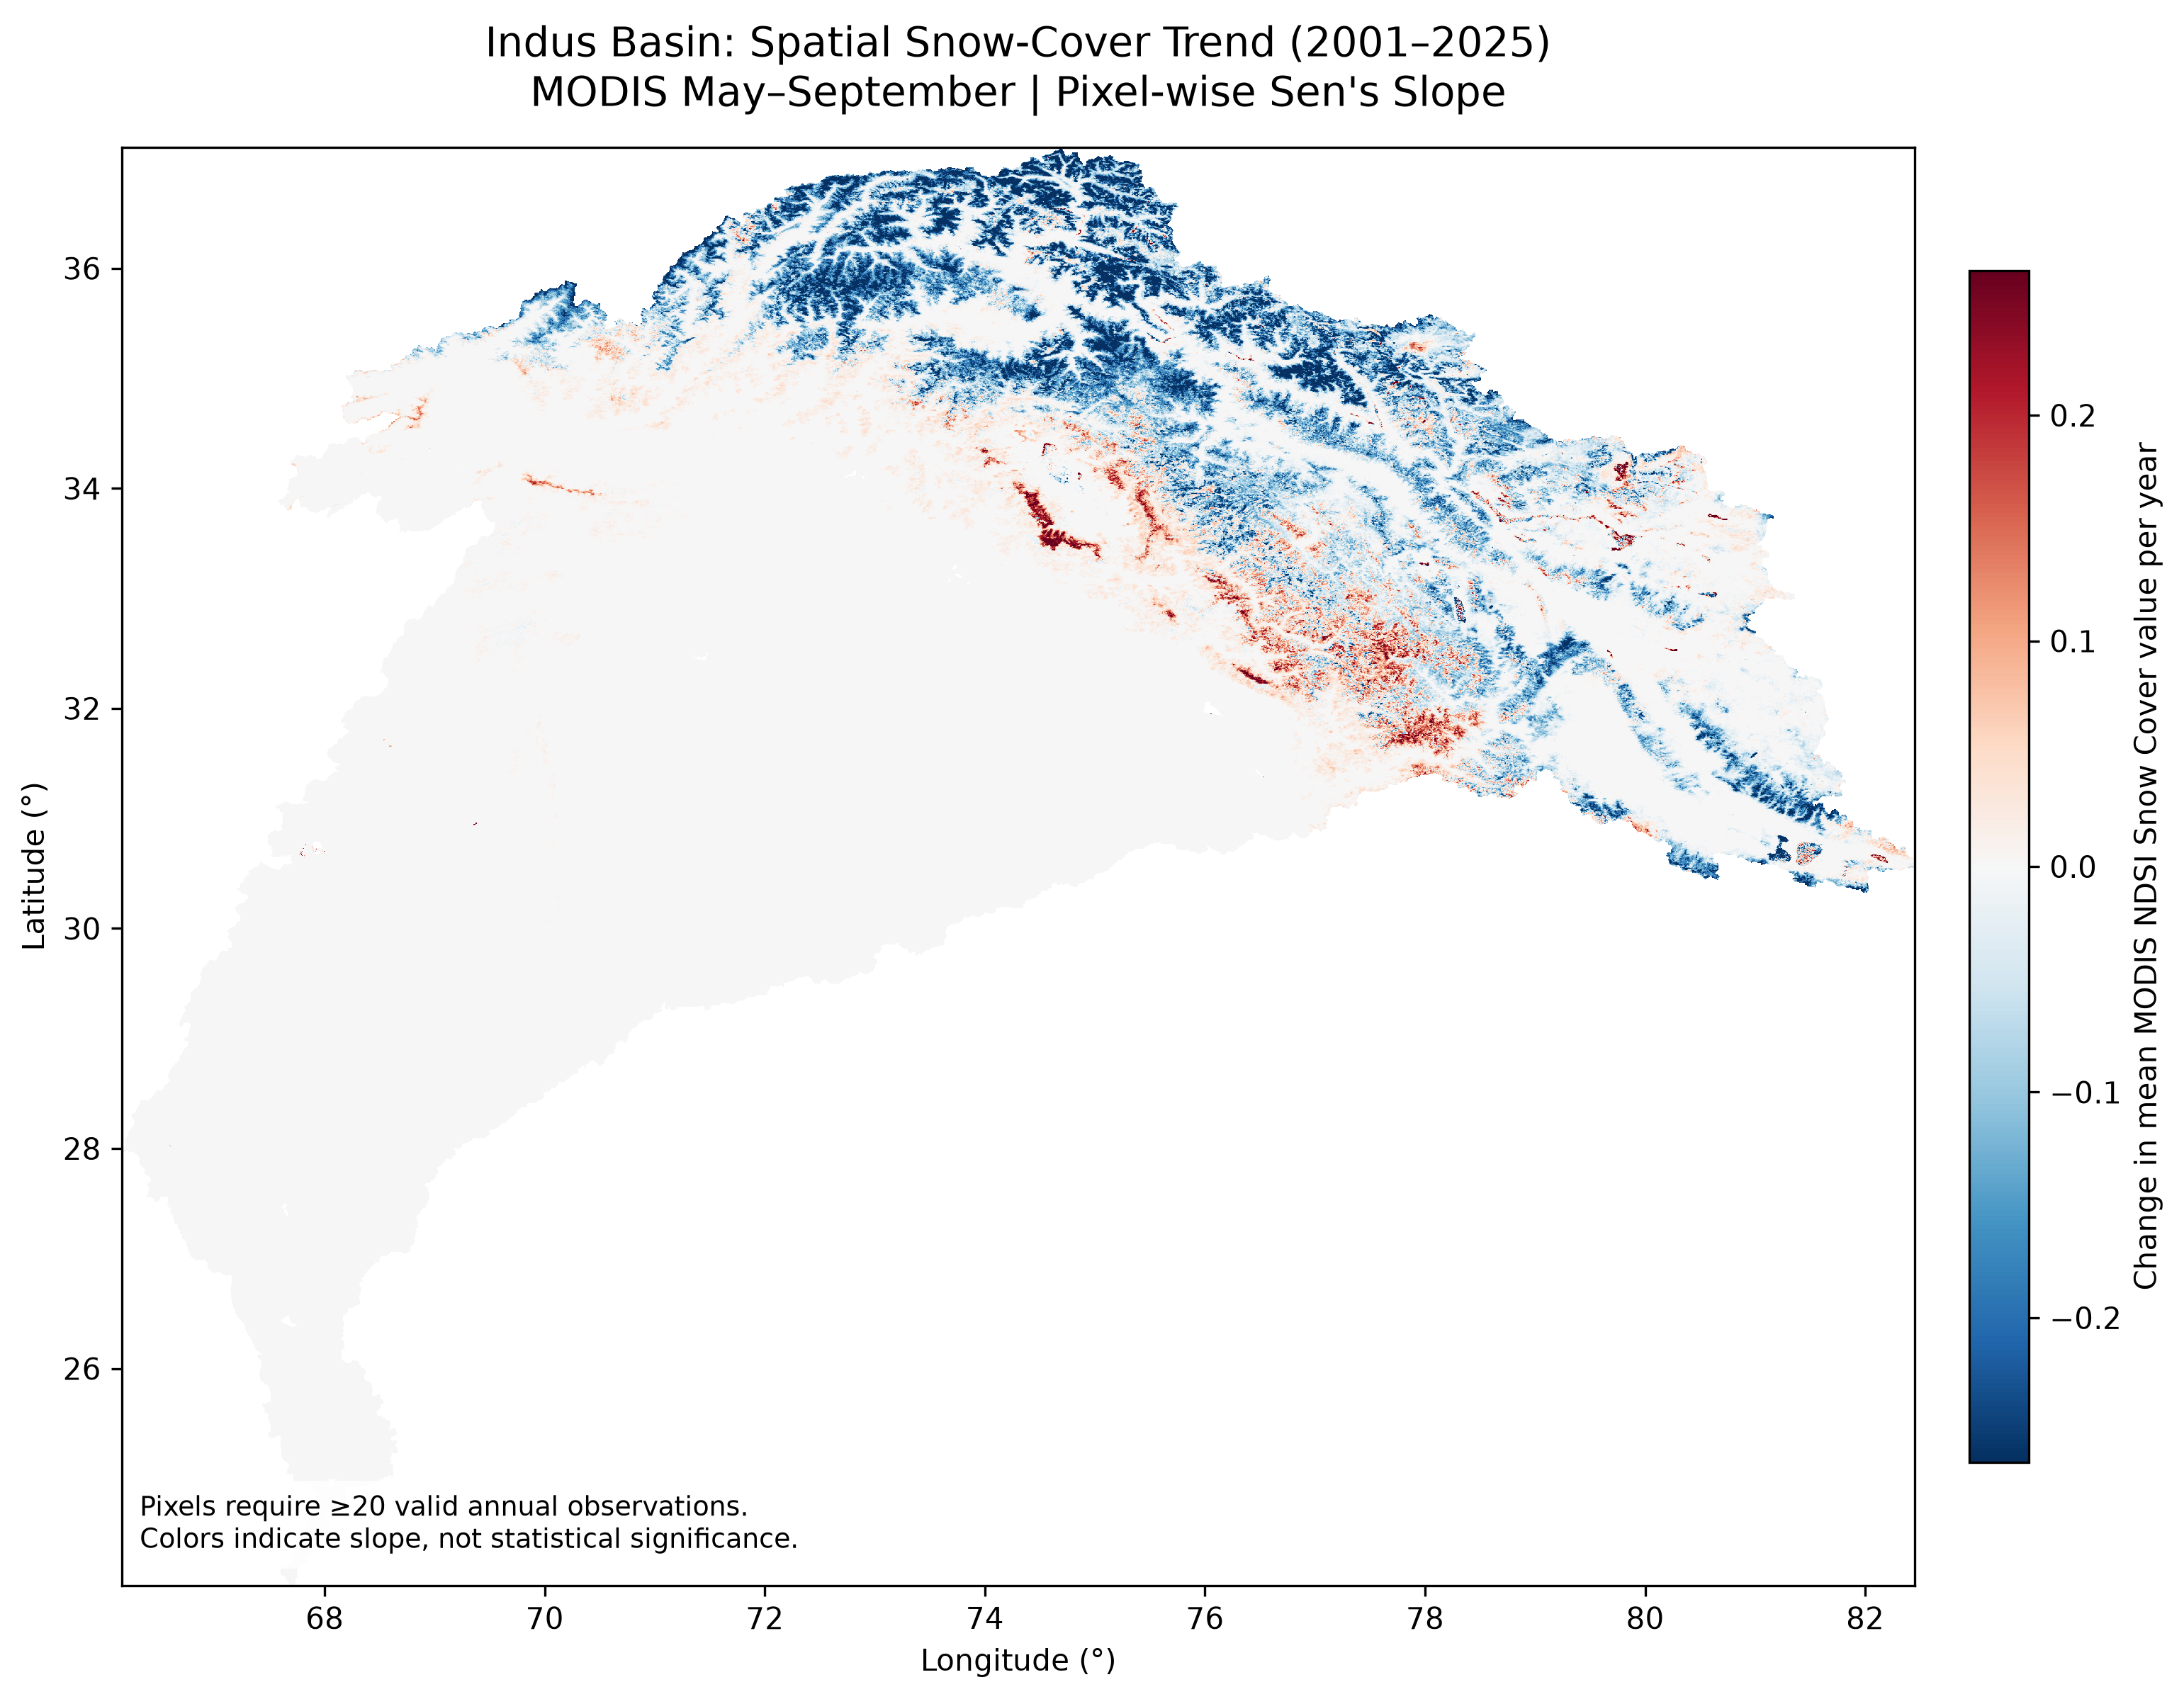 Indus Basin: Spatial Snow-Cover Trend (2001–2025)
MODIS May–September | Pixel-wise Sen's Slope
36
34
32
30
28
26
Latitude (°)
68
70
72
74
76
78
80
82
Longitude (°)
Pixels require ≥20 valid annual observations.
Colors indicate slope, not statistical significance.
0.2
0.1
0.0
−0.1
−0.2
Change in mean MODIS NDSI Snow Cover value per year